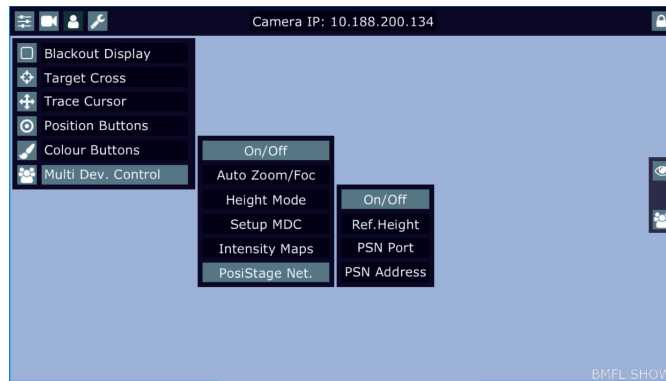 Camera IP: 10.188.200.134
Blackout Display
Target Cross
Trace Cursor
Position Buttons
Colour Buttons
Multi Dev. Control
On/Off
Auto Zoom/Foc
Height Mode
Setup MDC
Intensity Maps
PosiStage Net.
On/Off
Ref.Height
PSN Port
PSN Address
BMFL SHOW